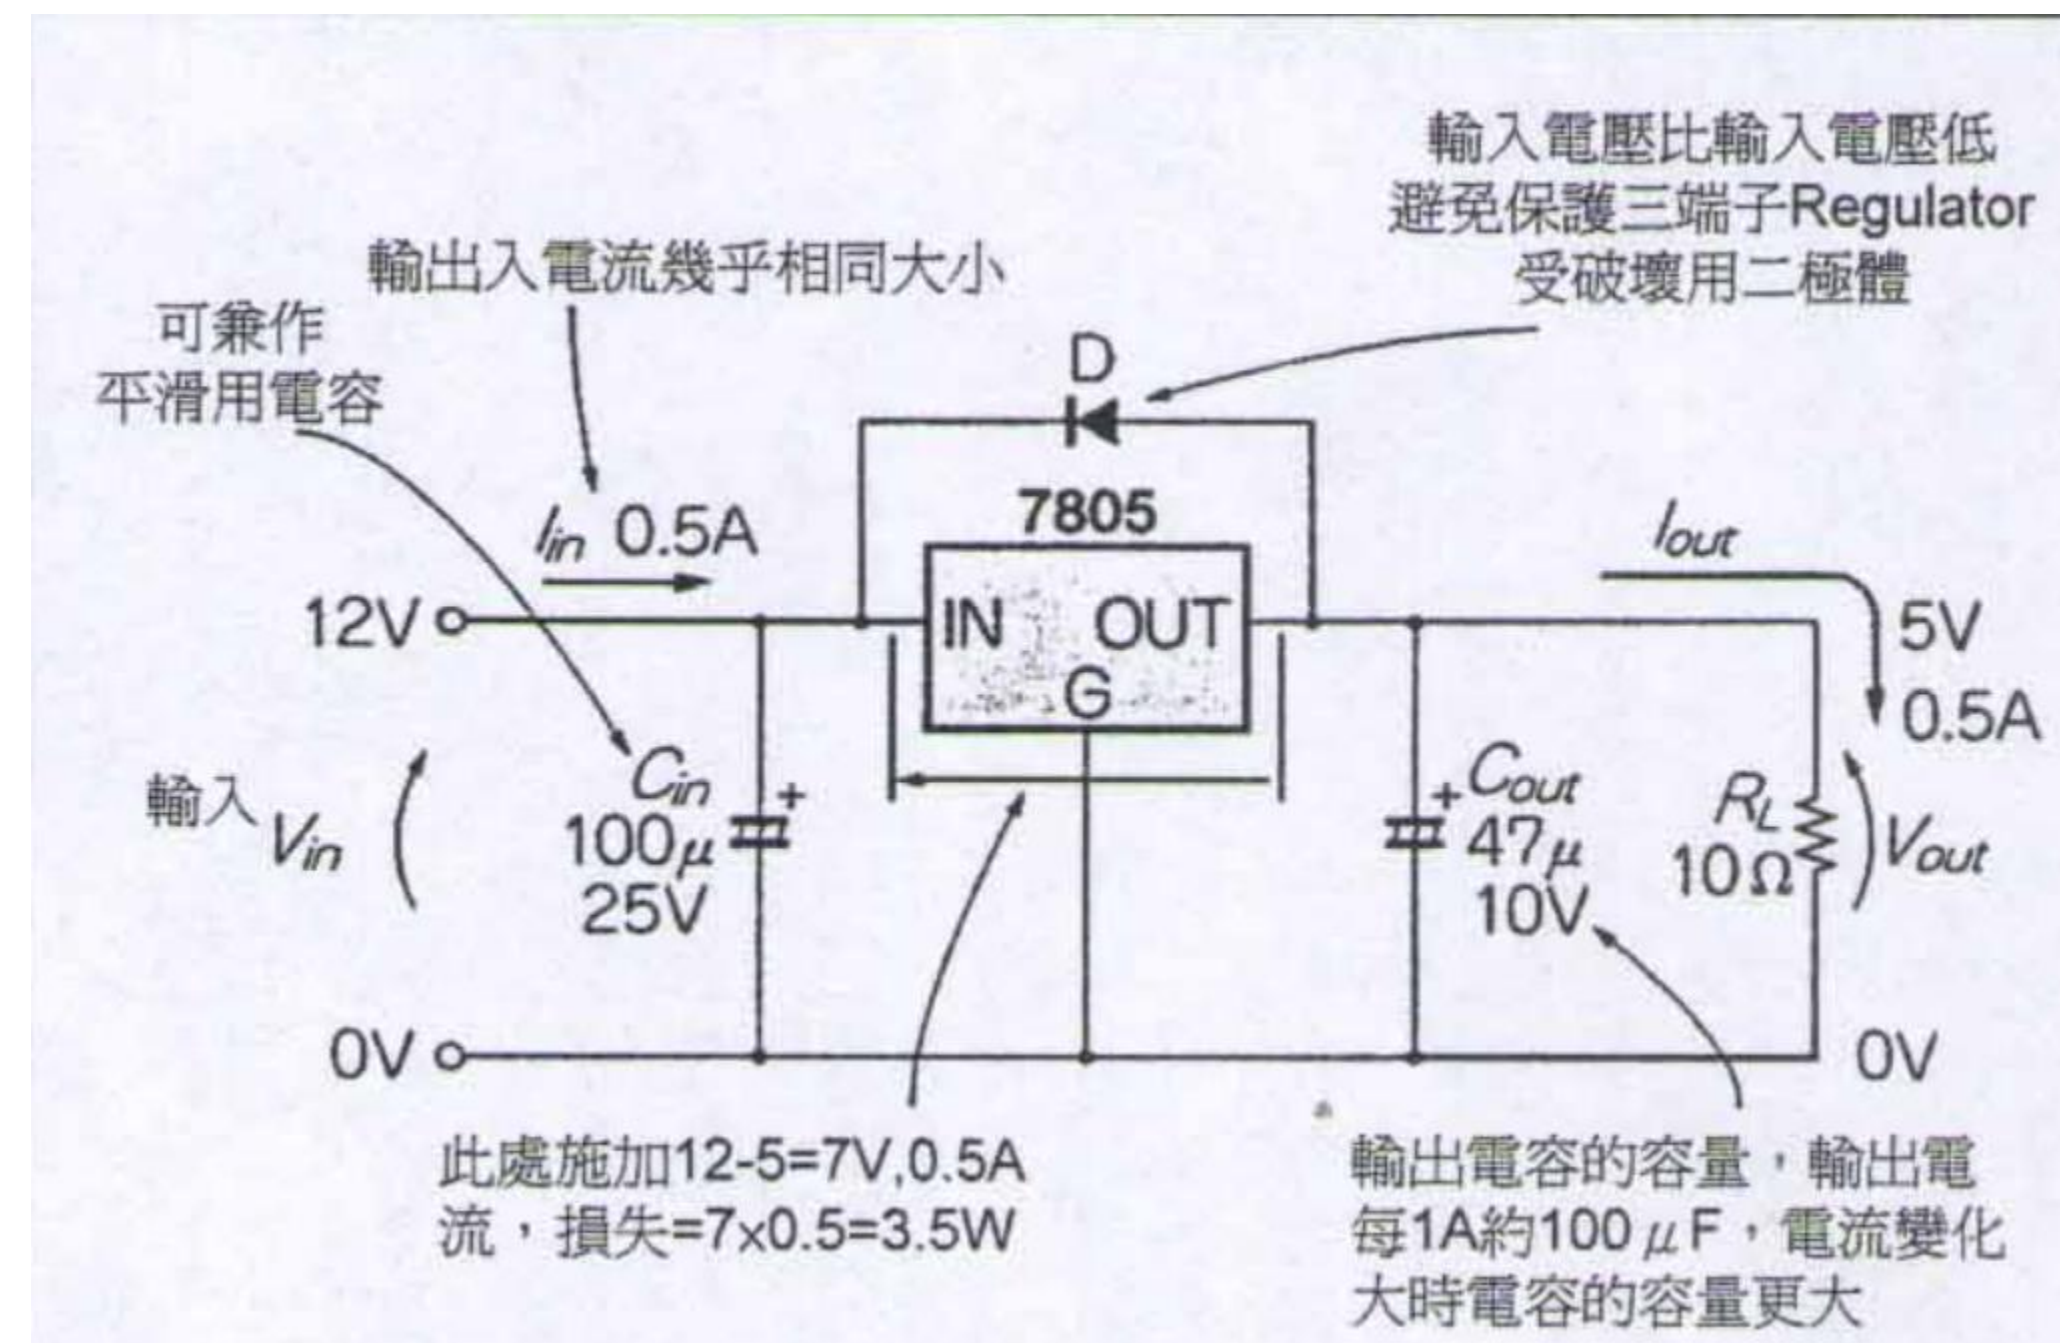 輸入電壓比輸入電壓低
避免保護三端子Regulator
受破壞用二極體
輸出入電流幾乎相同大小
可兼作
平滑用電容
D
7805
Iin 0.5A
Iout
12V
IN OUT
G
5V
0.5A
輸入 Vin
Cin
100μ
25V
+
+
Cout
47μ
10V
RL
10Ω
Vout
0V
0V
此處施加12-5=7V,0.5A
流，損失=7x0.5=3.5W
輸出電容的容量，輸出電
每1A約100μF，電流變化
大時電容的容量更大